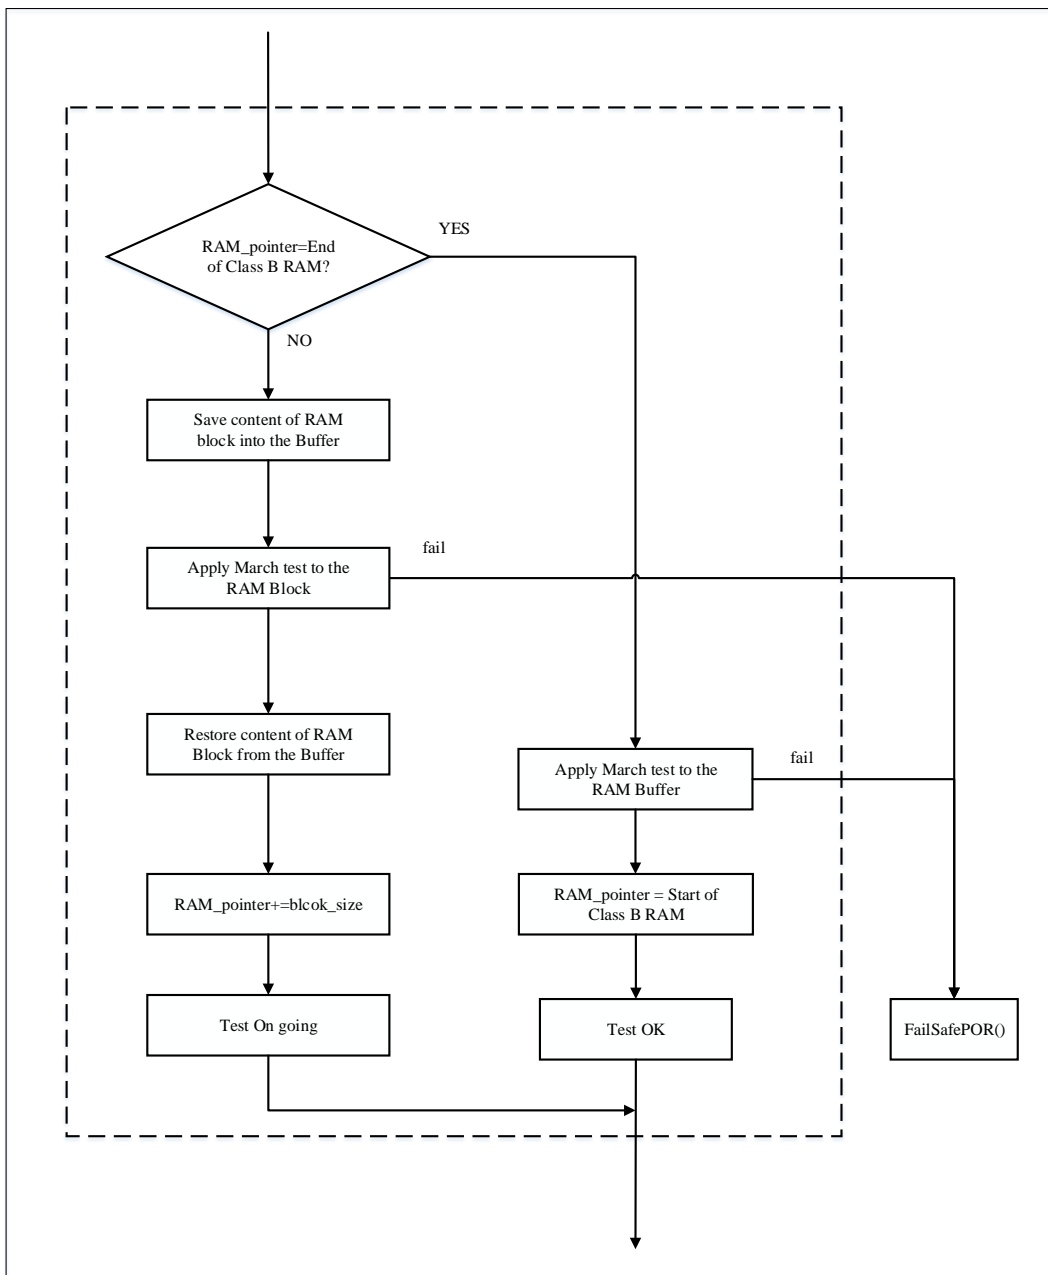 RAM_pointer=End
of Class B RAM?
YES
NO
Save content of RAM
block into the Buffer
Apply March test to the
RAM Block
fail
Restore content of RAM
Block from the Buffer
Apply March test to the
RAM Buffer
fail
RAM_pointer+=blcok_size
RAM_pointer = Start of
Class B RAM
Test On going
Test OK
FailSafePOR()